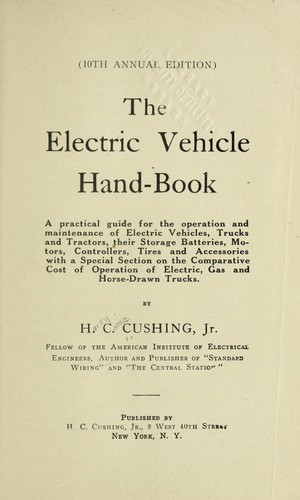 (10TH ANNUAL EDITION)
The
Electric Vehicle
Hand-Book
A practical guide for the operation and
maintenance of Electric Vehicles, Trucks
and Tractors, their Storage Batteries, Mo-
tors, Controllers, Tires and Accessories
with a Special Section on the Comparative
Cost of Operation of Electric, Gas and
Horse-Drawn Trucks.
BY
H. C. CUSHING, Jr.
Fellow of the American Institute of Electrical
Engineers, Author and Publisher of "Standard
Wiring" and "The Central Station"
Published by
H. C. Cushing, Jr., 8 West 40th Street
New York, N. Y.